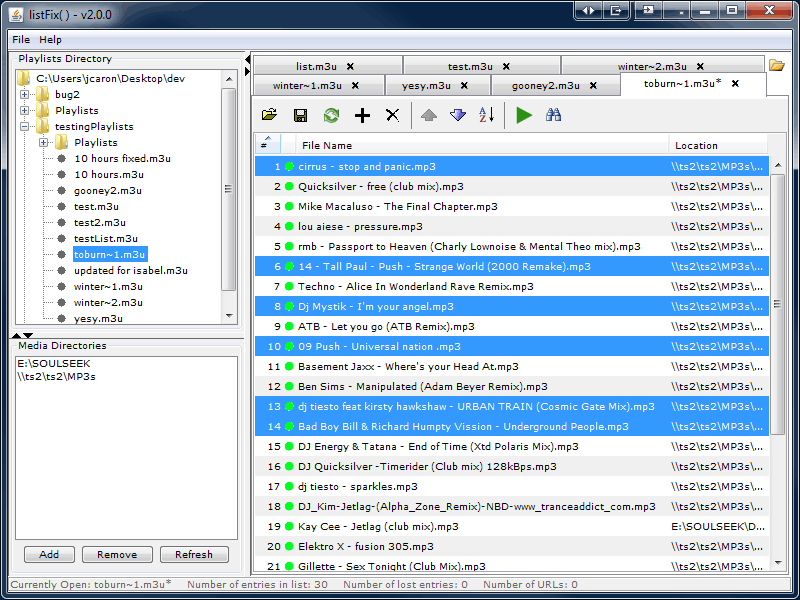 listFix( ) - v2.0.0
File Help
Playlists Directory
C:\Users\jcaron\Desktop\dev
bug2
Playlists
testingPlaylists
Playlists
10 hours fixed.m3u
10 hours.m3u
gooney2.m3u
test.m3u
test2.m3u
testList.m3u
toburn~1.m3u
updated for isabel.m3u
winter~1.m3u
winter~2.m3u
yesy.m3u
Media Directories
E:\SOULSEEK
\\ts2\ts2\MP3s
Add Remove Refresh
list.m3u test.m3u winter~2.m3u
winter~1.m3u yesy.m3u gooney2.m3u toburn~1.m3u*
# File Name Location
1 cirrus - stop and panic.mp3 \\ts2\ts2\MP3s\...
2 Quicksilver - free (club mix).mp3 \\ts2\ts2\MP3s\...
3 Mike Macaluso - The Final Chapter.mp3 \\ts2\ts2\MP3s\...
4 lou aiese - pressure.mp3 \\ts2\ts2\MP3s\...
5 rmb - Passport to Heaven (Charly Lownoise & Mental Theo mix).mp3 \\ts2\ts2\MP3s\...
6 14 - Tall Paul - Push - Strange World (2000 Remake).mp3 \\ts2\ts2\MP3s\...
7 Techno - Alice In Wonderland Rave Remix.mp3 \\ts2\ts2\MP3s\...
8 Dj Mystik - I'm your angel.mp3 \\ts2\ts2\MP3s\...
9 ATB - Let you go (ATB Remix).mp3 \\ts2\ts2\MP3s\...
10 09 Push - Universal nation .mp3 \\ts2\ts2\MP3s\...
11 Basement Jaxx - Where's your Head At.mp3 \\ts2\ts2\MP3s\...
12 Ben Sims - Manipulated (Adam Beyer Remix).mp3 \\ts2\ts2\MP3s\...
13 dj tiesto feat kirsty hawkshaw - URBAN TRAIN (Cosmic Gate Mix).mp3 \\ts2\ts2\MP3s\...
14 Bad Boy Bill & Richard Humpty Vission - Underground People.mp3 \\ts2\ts2\MP3s\...
15 DJ Energy & Tatana - End of Time (Xtd Polaris Mix).mp3 \\ts2\ts2\MP3s\...
16 DJ Quicksilver -Timerider (Club mix) 128kBps.mp3 \\ts2\ts2\MP3s\...
17 dj tiesto - sparkles.mp3 \\ts2\ts2\MP3s\...
18 DJ_Kim-Jetlag-(Alpha_Zone_Remix)-NBD-www_tranceaddict_com.mp3 \\ts2\ts2\MP3s\...
19 Kay Cee - Jetlag (club mix).mp3 E:\SOULSEEK\D...
20 Elektro X - fusion 305.mp3 \\ts2\ts2\MP3s\...
21 Gillette - Sex Tonight (Club Mix).mp3 \\ts2\ts2\MP3s\...
Currently Open: toburn~1.m3u* Number of entries in list: 30 Number of lost entries: 0 Number of URLs: 0